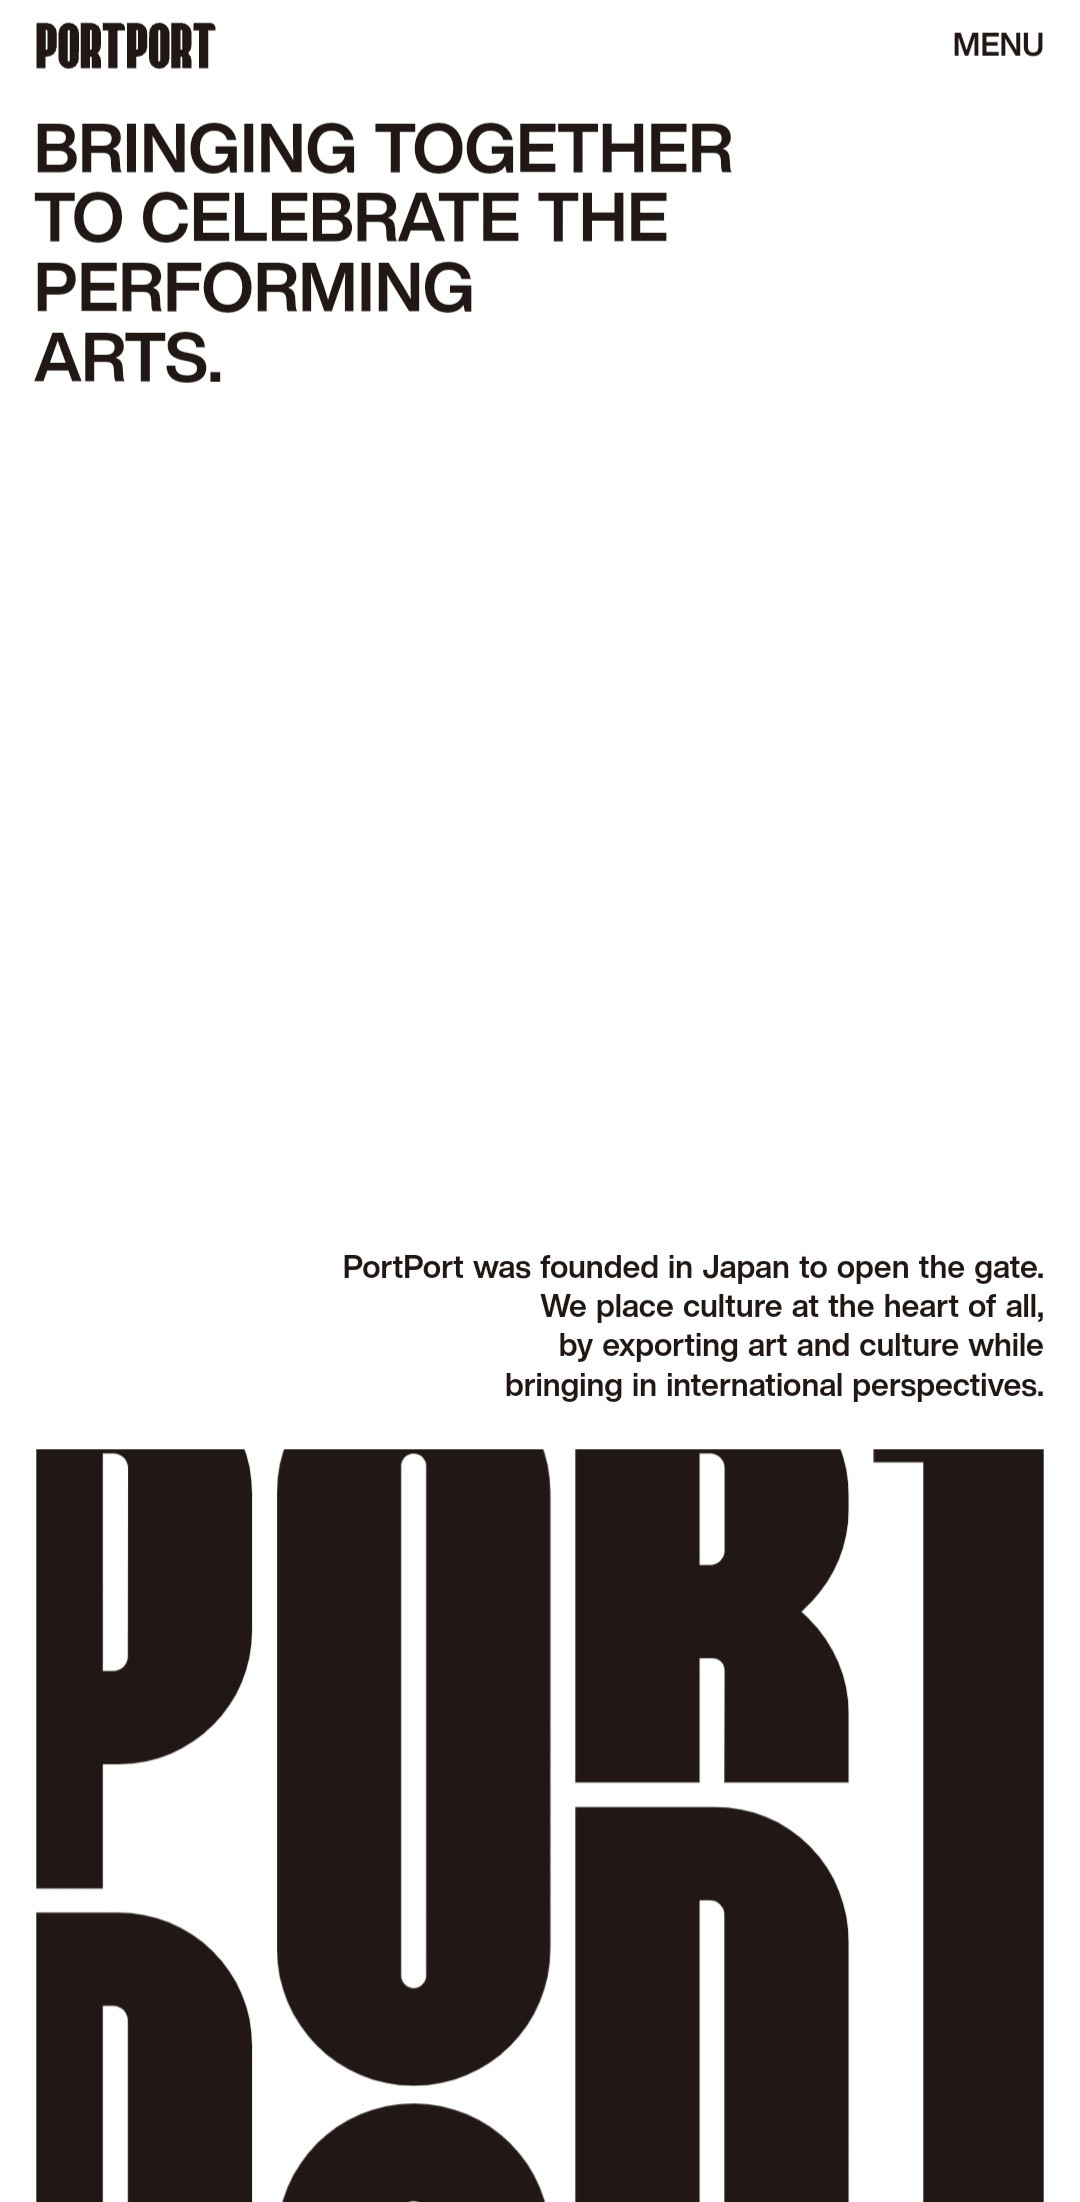 PORTPORT
MENU
BRINGING TOGETHER
TO CELEBRATE THE
PERFORMING
ARTS.
PortPort was founded in Japan to open the gate.
We place culture at the heart of all,
by exporting art and culture while
bringing in international perspectives.
PORT